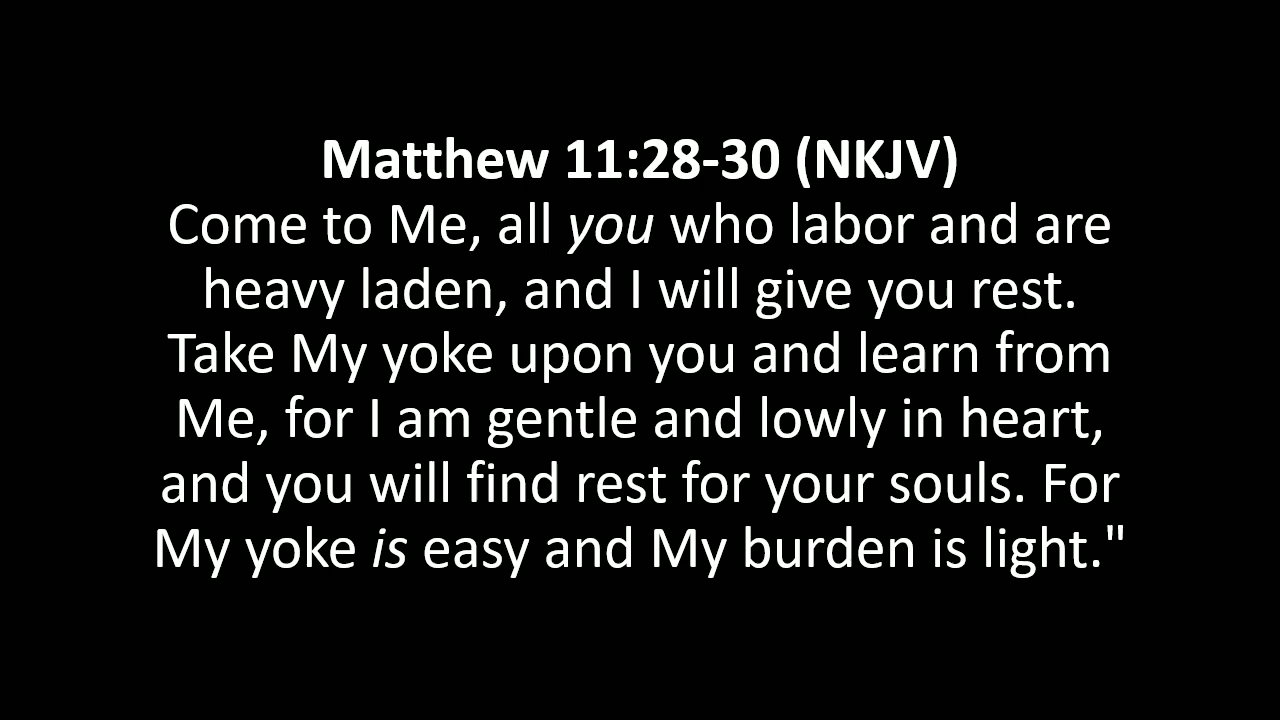 Matthew 11:28-30 (NKJV)
Come to Me, all you who labor and are
heavy laden, and I will give you rest.
Take My yoke upon you and learn from
Me, for I am gentle and lowly in heart,
and you will find rest for your souls. For
My yoke is easy and My burden is light."